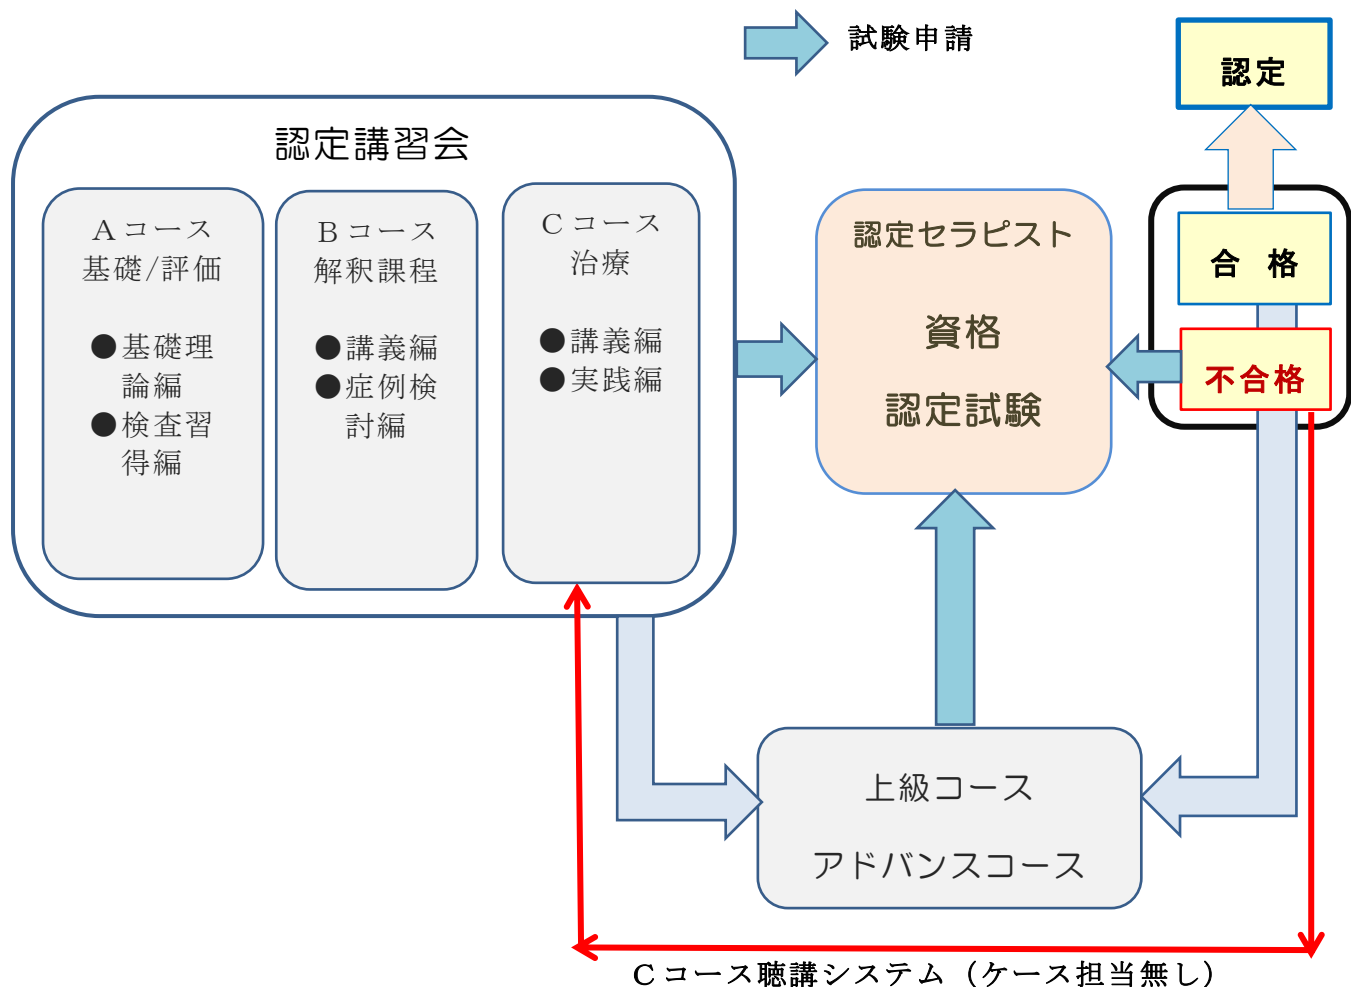 試験申請
認定
認定講習会
Aコース
基礎/評価
●基礎理
論編
●検査習
得編
Bコース
解釈課程
●講義編
●症例検
討編
Cコース
治療
●講義編
●実践編
認定セラピスト
資格
認定試験
合　格
不合格
上級コース
アドバンスコース
Cコース聴講システム（ケース担当無し）